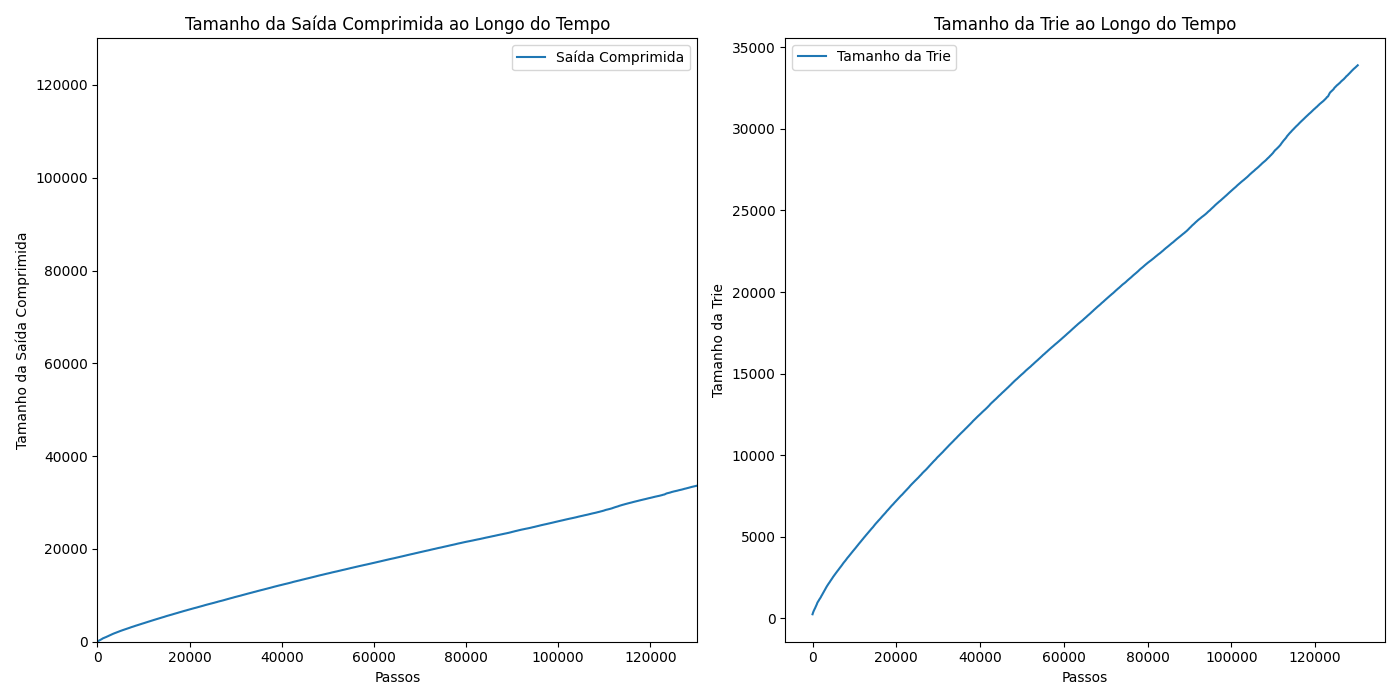 Tamanho da Saída Comprimida ao Longo do Tempo
Saída Comprimida
120000
100000
80000
60000
40000
20000
0
Tamanho da Saída Comprimida
0 20000 40000 60000 80000 100000 120000
Passos
Tamanho da Trie ao Longo do Tempo
Tamanho da Trie
35000
30000
25000
20000
15000
10000
5000
0
Tamanho da Trie
0 20000 40000 60000 80000 100000 120000
Passos